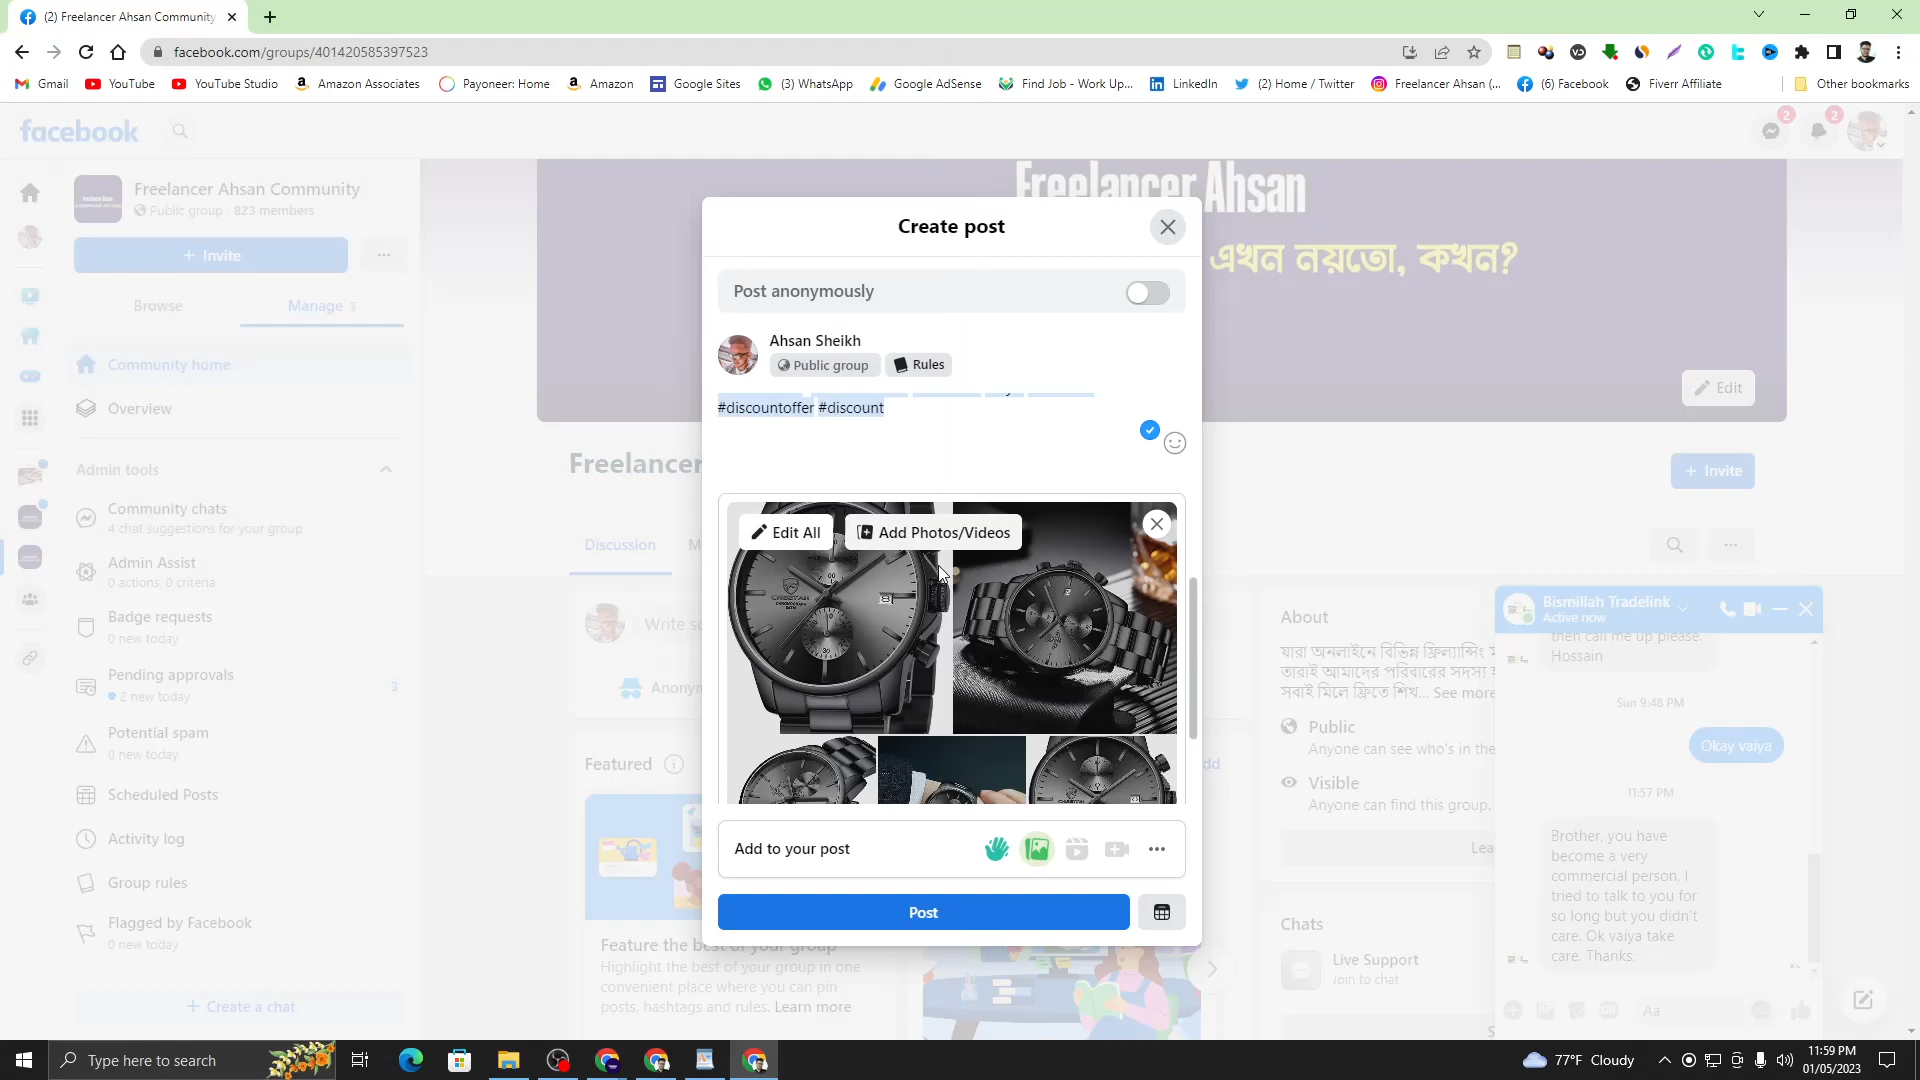 (2) Freelancer Ahsan Community
facebook.com/groups/401420585397523
Gmail YouTube YouTube Studio Amazon Associates Payoneer: Home Amazon Google Sites (3) WhatsApp Google AdSense Find Job - Work Up... LinkedIn (2) Home / Twitter Freelancer Ahsan (... (6) Facebook Fiverr Affiliate Other bookmarks
facebook
2 2
Freelancer Ahsan Community
Public group · 823 members
+ Invite ...
Browse Manage 3
Community home
Overview
Admin tools
Community chats
4 chat suggestions for your group
Admin Assist
0 actions, 0 criteria
Badge requests
0 new today
Pending approvals 3
2 new today
Potential spam
0 new today
Scheduled Posts
Activity log
Group rules
Flagged by Facebook
0 new today
+ Create a chat
Freelancer Ahsan
এখন নয়তো, কখন?
Edit
Freelancer
+ Invite
Discussion
Featured
Feature the best of your group
Highlight the best of your group in one
convenient place where you can pin
posts, hashtags and rules. Learn more
Create post
Post anonymously
Ahsan Sheikh
Public group Rules
#discountoffer #discount
Edit All Add Photos/Videos
CHEETAH
Add to your post
Post
About
See more
Public
Anyone can see who's in the
Visible
Anyone can find this group.
Chats
Live Support
Join to chat
Bismillah Tradelink
Active now
then call me up please.
Hossain
Sun 9:48 PM
Okay vaiya
11:57 PM
Brother, you have
become a very
commercial person. I
tried to talk to you for
so long but you didn't
care. Ok vaiya take
care. Thanks.
Aa
Type here to search
77°F Cloudy
11:59 PM
01/05/2023